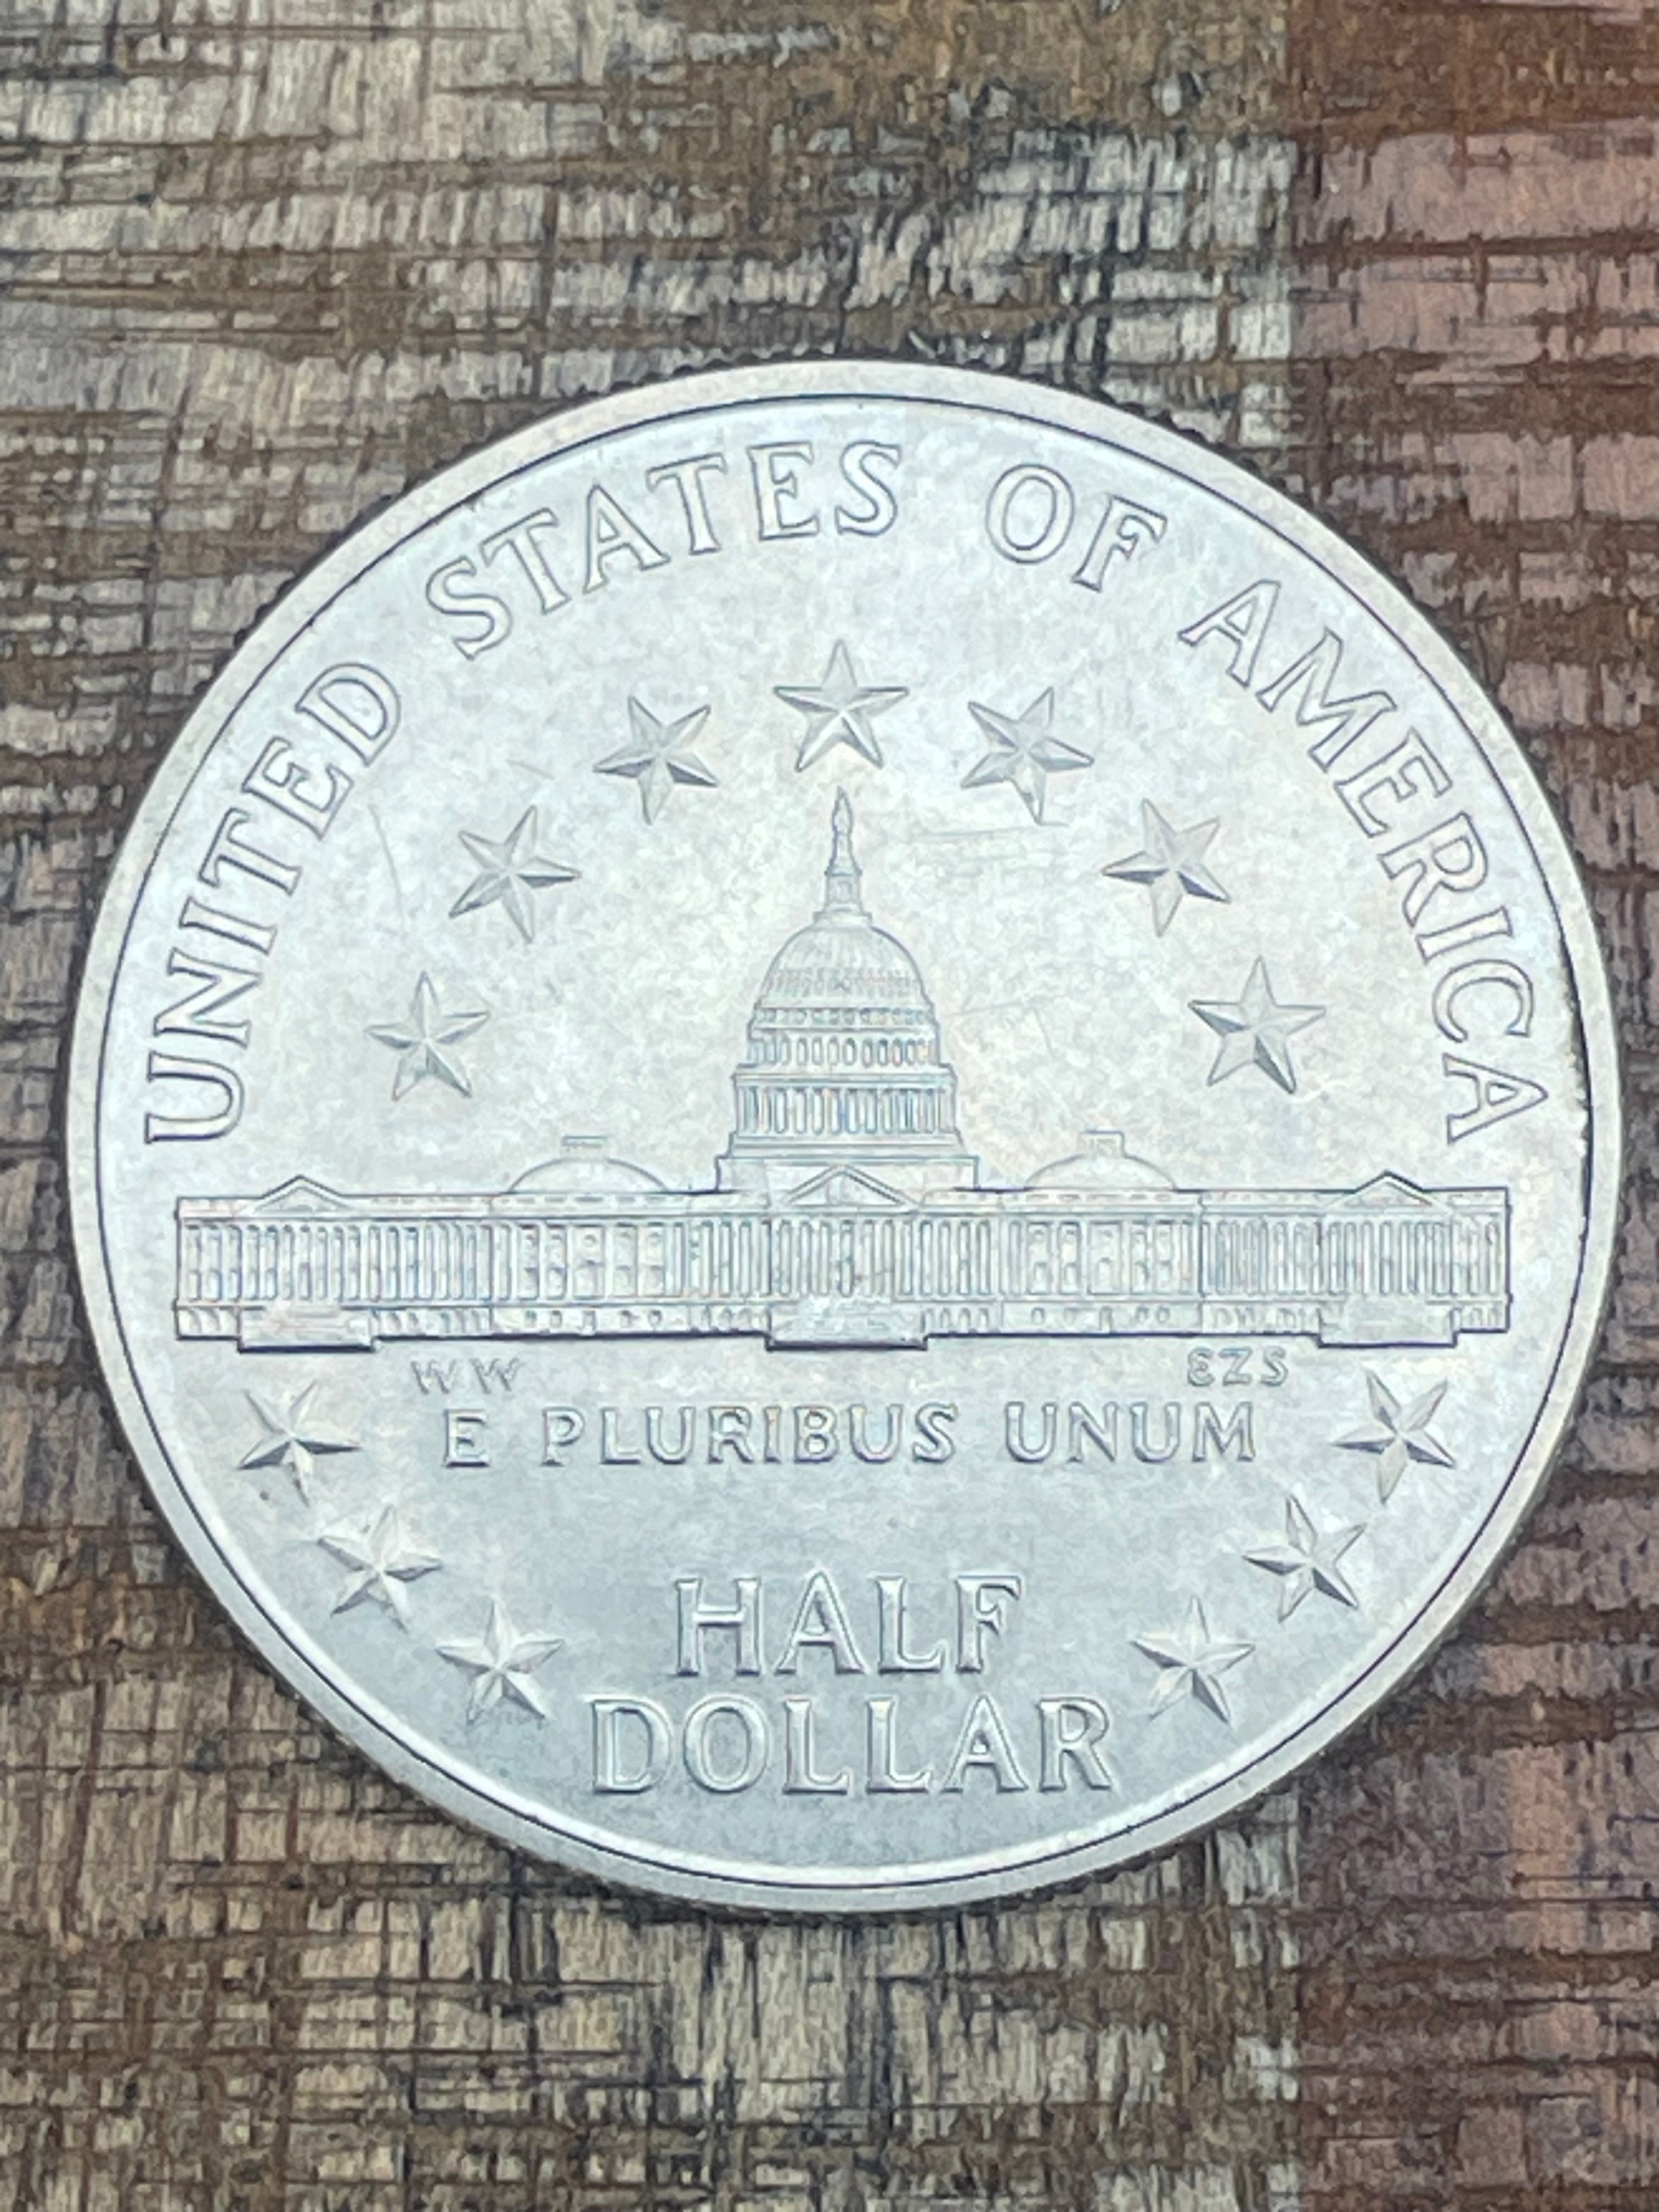 UNITED STATES OF AMERICA
WW EZS
E PLURIBUS UNUM
HALF
DOLLAR